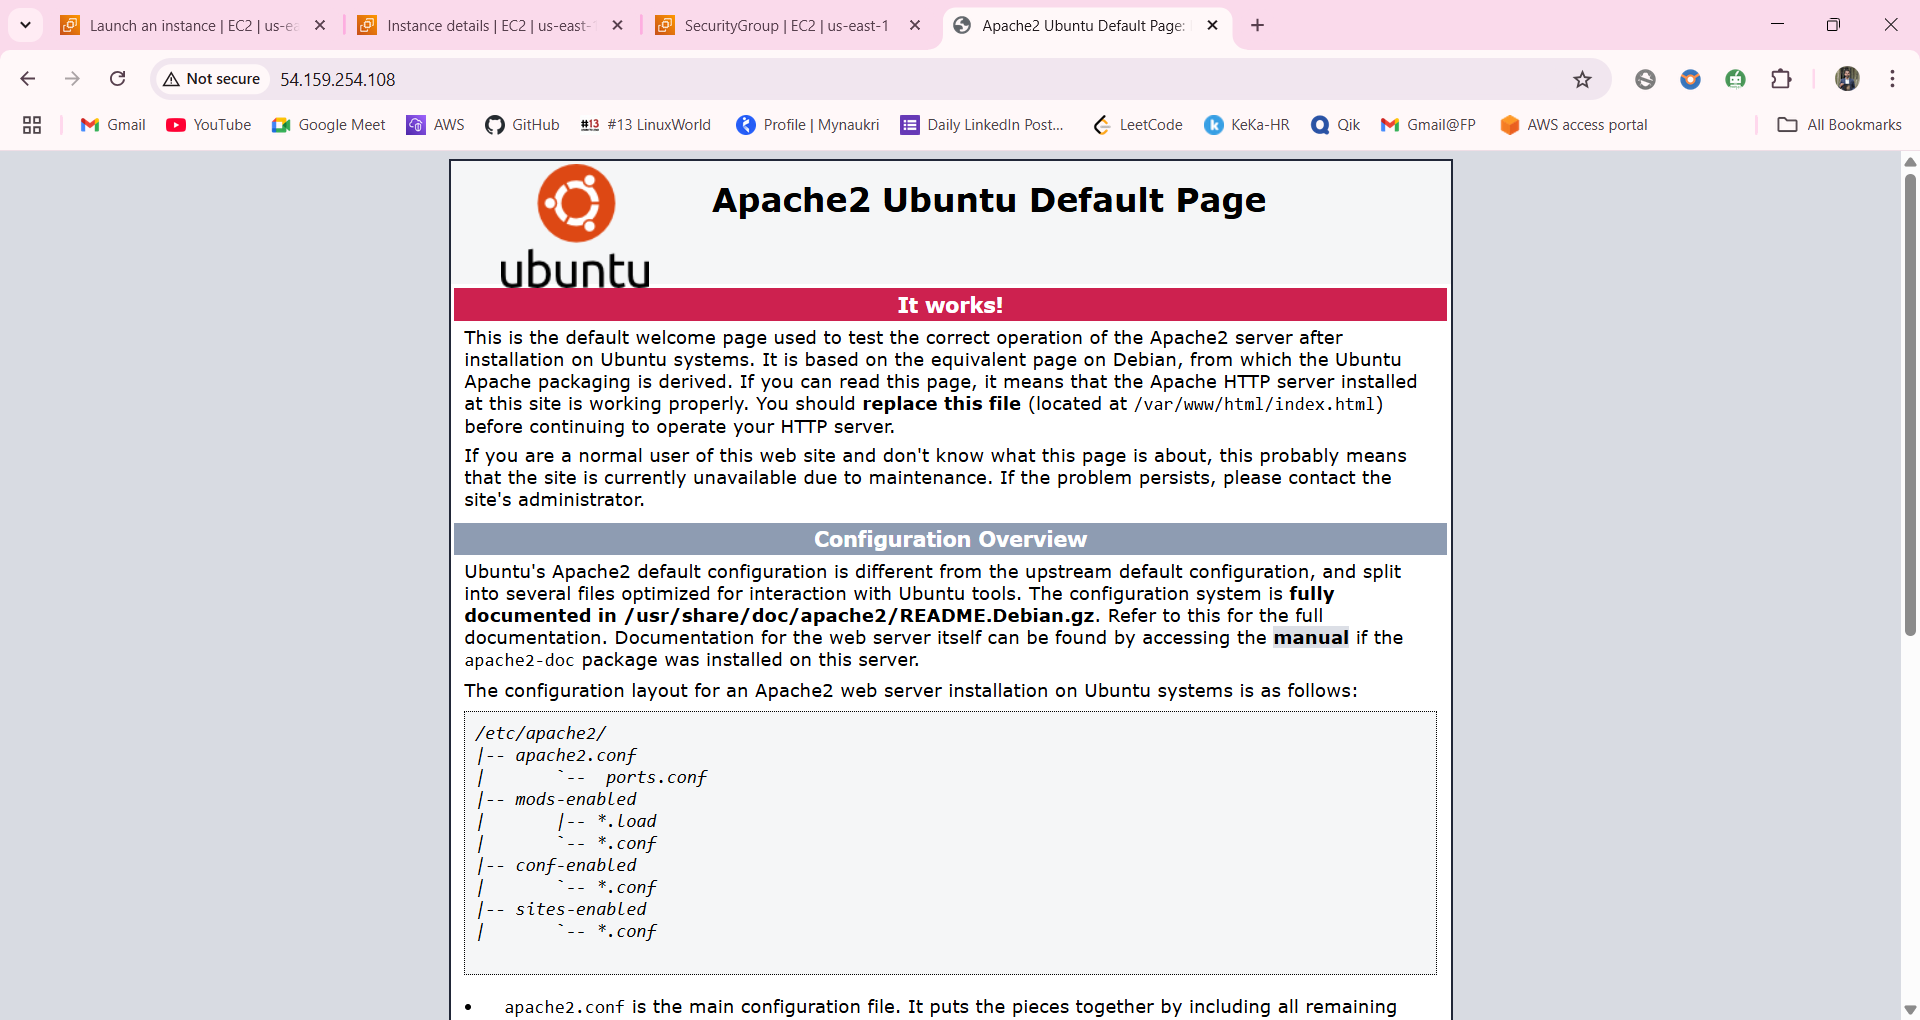 Launch an instance | EC2 | us-ea
Instance details | EC2 | us-east-1
SecurityGroup | EC2 | us-east-1
Apache2 Ubuntu Default Page:
Not secure
54.159.254.108
Gmail
YouTube
Google Meet
AWS
GitHub
#13 #13 LinuxWorld
Profile | Mynaukri
Daily LinkedIn Post...
LeetCode
k KeKa-HR
Qik
Gmail@FP
AWS access portal
All Bookmarks
ubuntu
Apache2 Ubuntu Default Page
It works!
This is the default welcome page used to test the correct operation of the Apache2 server after
installation on Ubuntu systems. It is based on the equivalent page on Debian, from which the Ubuntu
Apache packaging is derived. If you can read this page, it means that the Apache HTTP server installed
at this site is working properly. You should replace this file (located at /var/www/html/index.html)
before continuing to operate your HTTP server.
If you are a normal user of this web site and don't know what this page is about, this probably means
that the site is currently unavailable due to maintenance. If the problem persists, please contact the
site's administrator.
Configuration Overview
Ubuntu's Apache2 default configuration is different from the upstream default configuration, and split
into several files optimized for interaction with Ubuntu tools. The configuration system is fully
documented in /usr/share/doc/apache2/README.Debian.gz. Refer to this for the full
documentation. Documentation for the web server itself can be found by accessing the manual if the
apache2-doc package was installed on this server.
The configuration layout for an Apache2 web server installation on Ubuntu systems is as follows:
/etc/apache2/
|-- apache2.conf
|       `--  ports.conf
|-- mods-enabled
|       |-- *.load
|       `-- *.conf
|-- conf-enabled
|       `-- *.conf
|-- sites-enabled
|       `-- *.conf
• apache2.conf is the main configuration file. It puts the pieces together by including all remaining